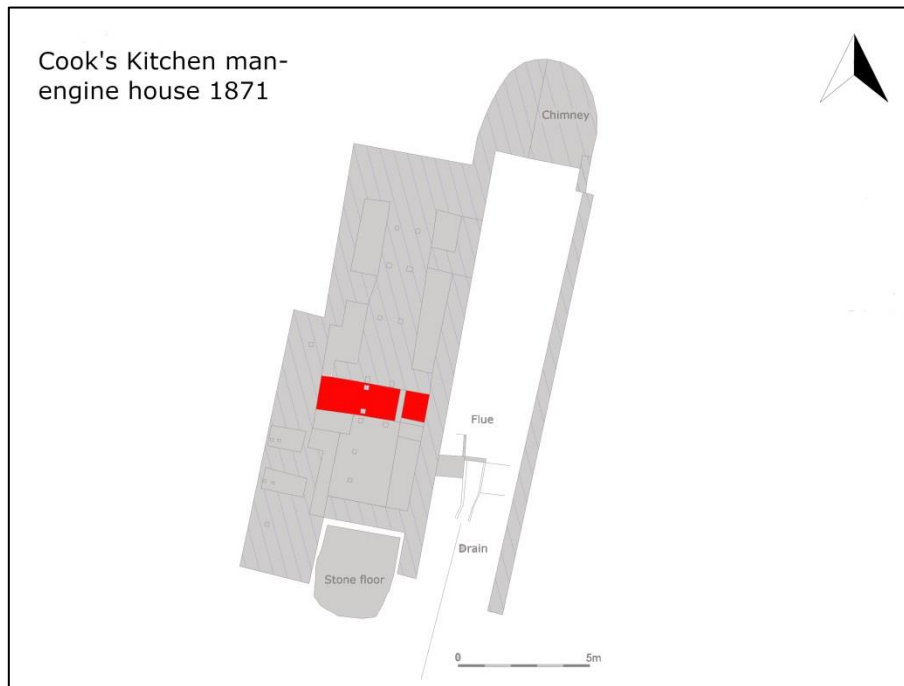 Cook's Kitchen man-
engine house 1871
Chimney
Flue
Drain
Stone floor
0 5m